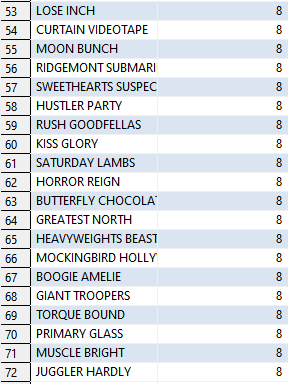 53 LOSE INCH 8
54 CURTAIN VIDEOTAPE 8
55 MOON BUNCH 8
56 RIDGEMONT SUBMARI 8
57 SWEETHEARTS SUSPEC 8
58 HUSTLER PARTY 8
59 RUSH GOODFELLAS 8
60 KISS GLORY 8
61 SATURDAY LAMBS 8
62 HORROR REIGN 8
63 BUTTERFLY CHOCOLAT 8
64 GREATEST NORTH 8
65 HEAVYWEIGHTS BEAST 8
66 MOCKINGBIRD HOLLY 8
67 BOOGIE AMELIE 8
68 GIANT TROOPERS 8
69 TORQUE BOUND 8
70 PRIMARY GLASS 8
71 MUSCLE BRIGHT 8
72 JUGGLER HARDLY 8